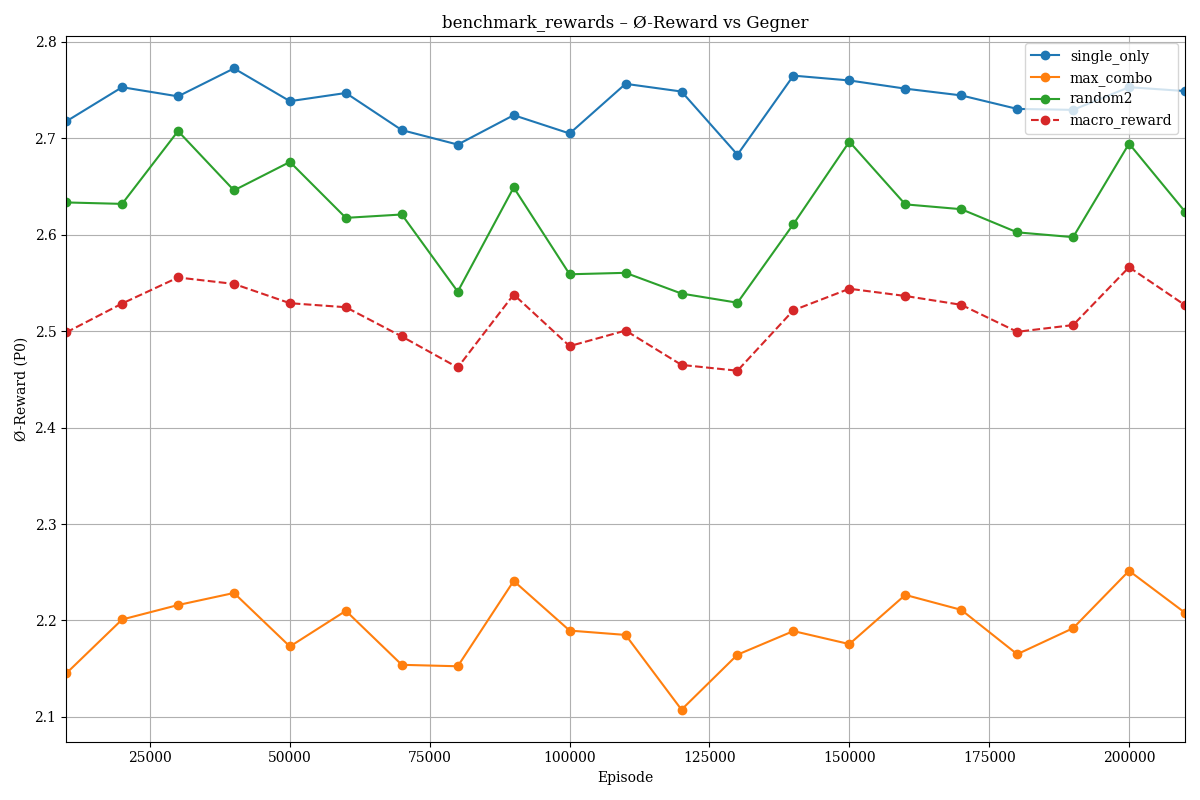 benchmark_rewards – Ø-Reward vs Gegner
single_only
max_combo
random2
macro_reward
Ø-Reward (P0)
2.8
2.7
2.6
2.5
2.4
2.3
2.2
2.1
25000 50000 75000 100000 125000 150000 175000 200000
Episode